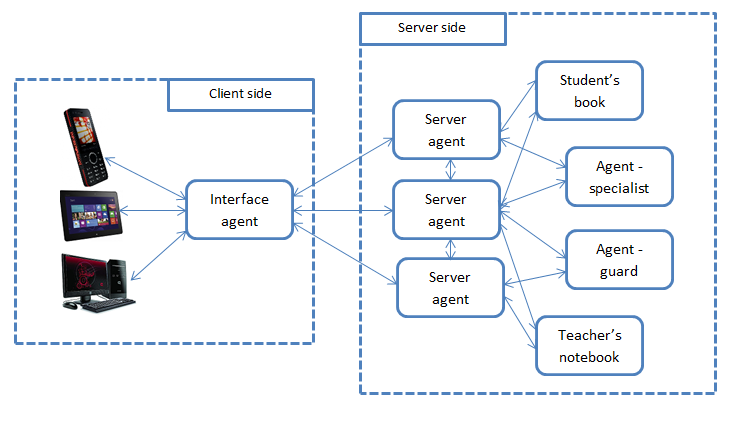 Server side
Client side
Student’s
book
Server
agent
Agent -
specialist
Interface
agent
Server
agent
Agent -
guard
Server
agent
Teacher’s
notebook